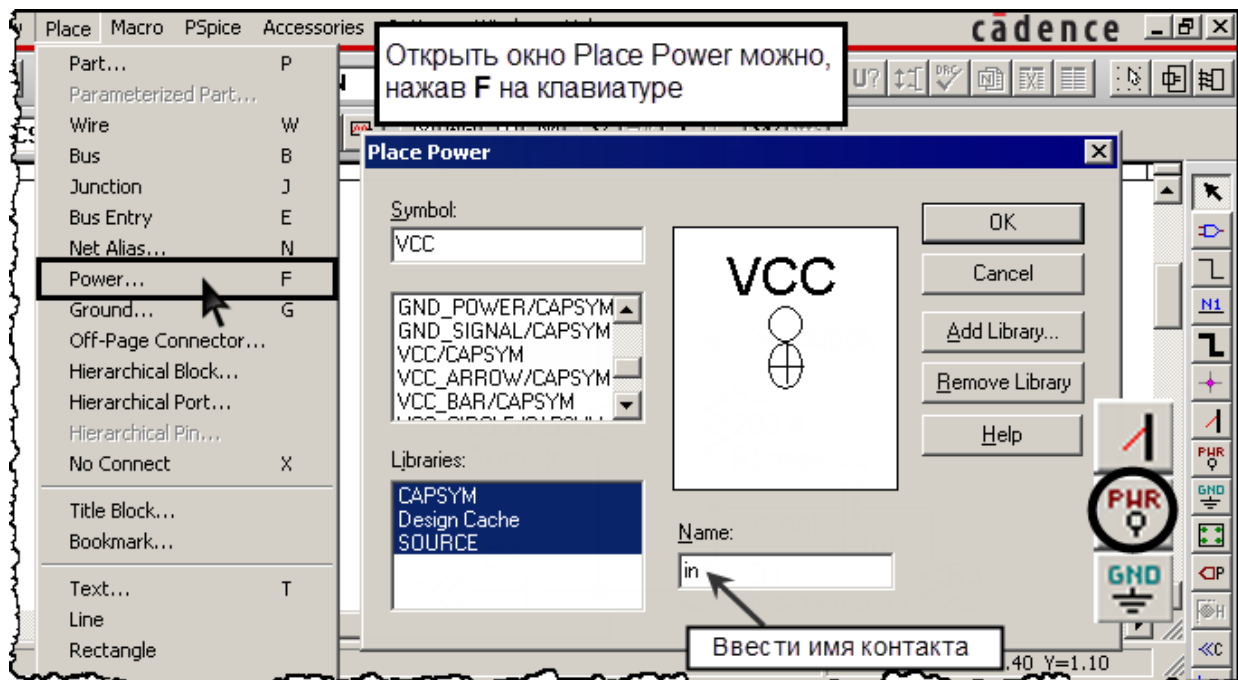 Place Macro PSpice Accessories
cādence
Открыть окно Place Power можно,
нажав F на клавиатуре
U?
DRC
Part... P
Parameterized Part...
Wire W
Bus B
Junction J
Bus Entry E
Net Alias... N
Power... F
Ground... G
Off-Page Connector...
Hierarchical Block...
Hierarchical Port...
Hierarchical Pin...
No Connect X
Title Block...
Bookmark...
Text... T
Line
Rectangle
Place Power
Symbol:
VCC
GND_POWER/CAPSYM
GND_SIGNAL/CAPSYM
VCC/CAPSYM
VCC_ARROW/CAPSYM
VCC_BAR/CAPSYM
Libraries:
CAPSYM
Design Cache
SOURCE
VCC
Name:
in
OK
Cancel
Add Library...
Remove Library
Help
Ввести имя контакта
PWR
GND
N1
PWR
GND
P
H
C
.40 Y=1.10